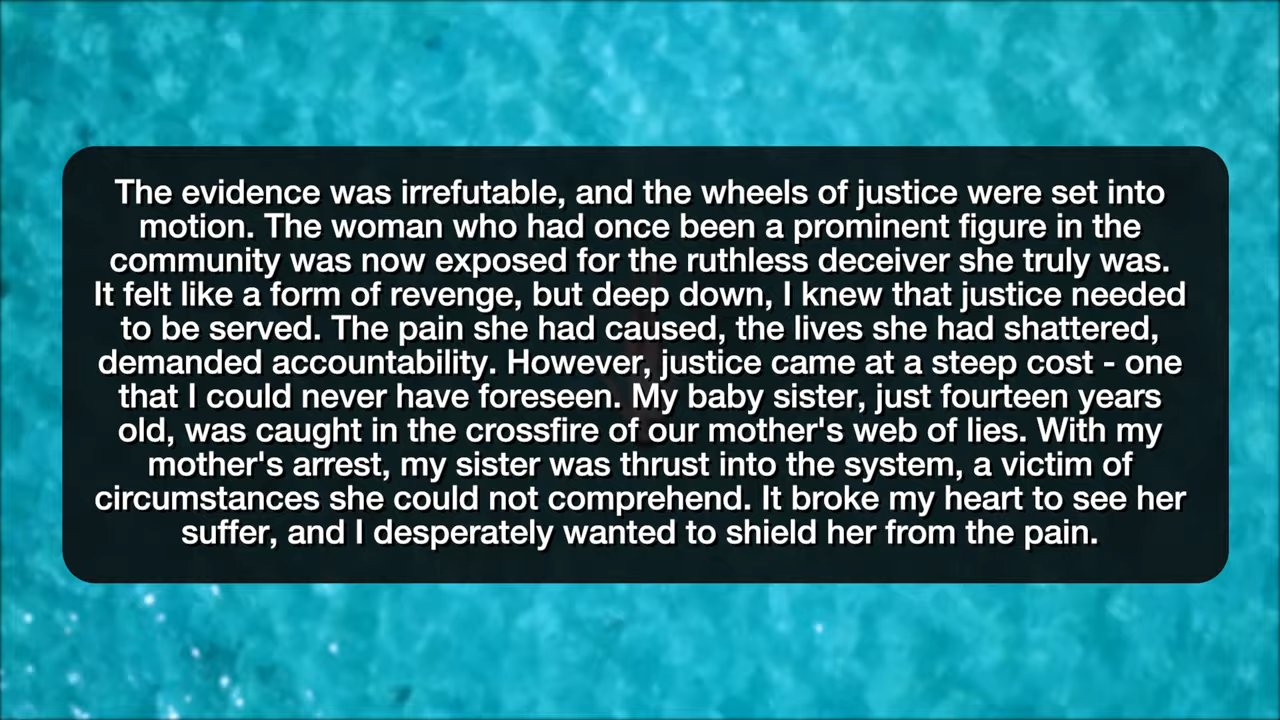 The evidence was irrefutable, and the wheels of justice were set into
motion. The woman who had once been a prominent figure in the
community was now exposed for the ruthless deceiver she truly was.
It felt like a form of revenge, but deep down, I knew that justice needed
to be served. The pain she had caused, the lives she had shattered,
demanded accountability. However, justice came at a steep cost - one
that I could never have foreseen. My baby sister, just fourteen years
old, was caught in the crossfire of our mother's web of lies. With my
mother's arrest, my sister was thrust into the system, a victim of
circumstances she could not comprehend. It broke my heart to see her
suffer, and I desperately wanted to shield her from the pain.